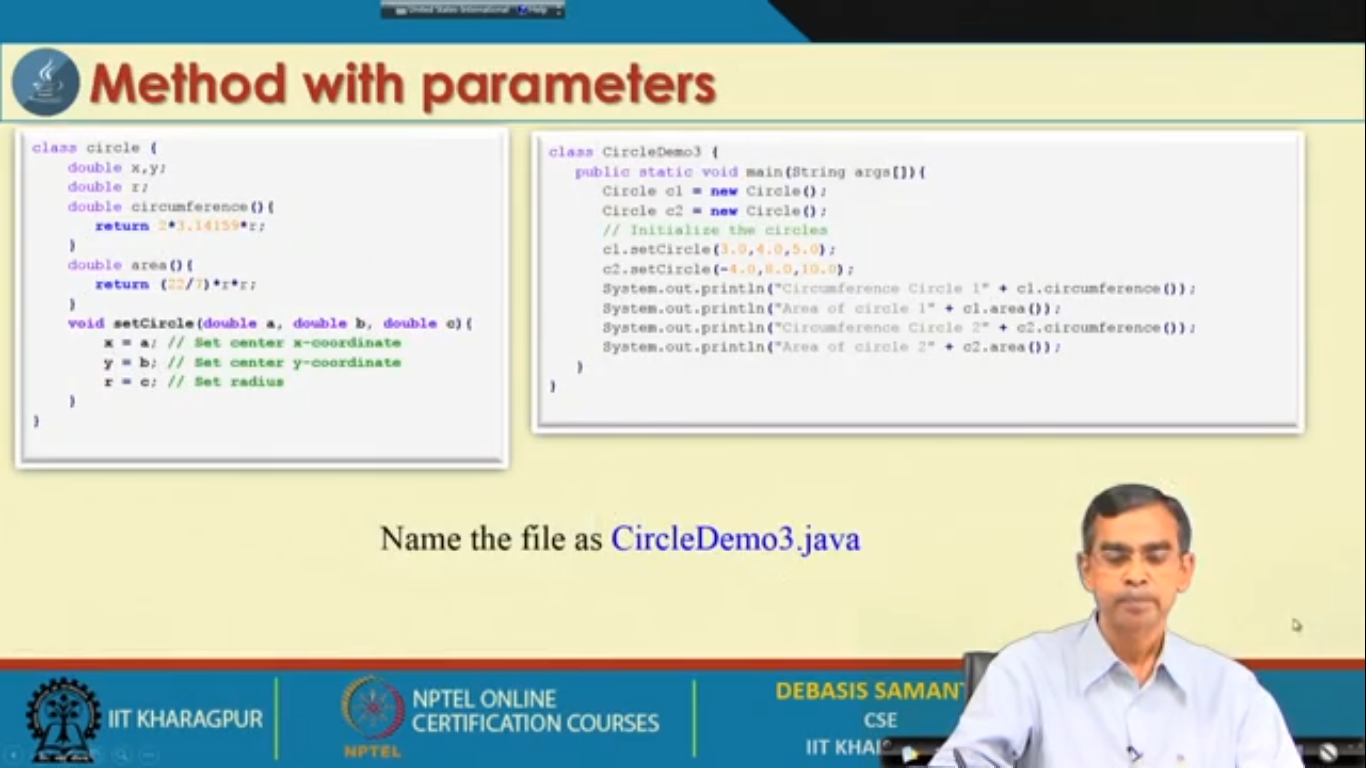 United States-International Help
Method with parameters
class circle {
double x,y;
double r;
double circumference(){
return 2*3.14159*r;
}
double area(){
return (22/7)*r*r;
}
void setCircle(double a, double b, double c){
x = a; // Set center x-coordinate
y = b; // Set center y-coordinate
r = c; // Set radius
}
}
class CircleDemo3 {
public static void main(String args[]){
Circle c1 = new Circle();
Circle c2 = new Circle();
// Initialize the circles
c1.setCircle(3.0,4.0,5.0);
c2.setCircle(-4.0,8.0,10.0);
System.out.println("Circumference Circle 1" + c1.circumference());
System.out.println("Area of circle 1" + c1.area());
System.out.println("Circumference Circle 2" + c2.circumference());
System.out.println("Area of circle 2" + c2.area());
}
}
Name the file as CircleDemo3.java
IIT KHARAGPUR
NPTEL
NPTEL ONLINE
CERTIFICATION COURSES
DEBASIS SAMANT
CSE
IIT KHA